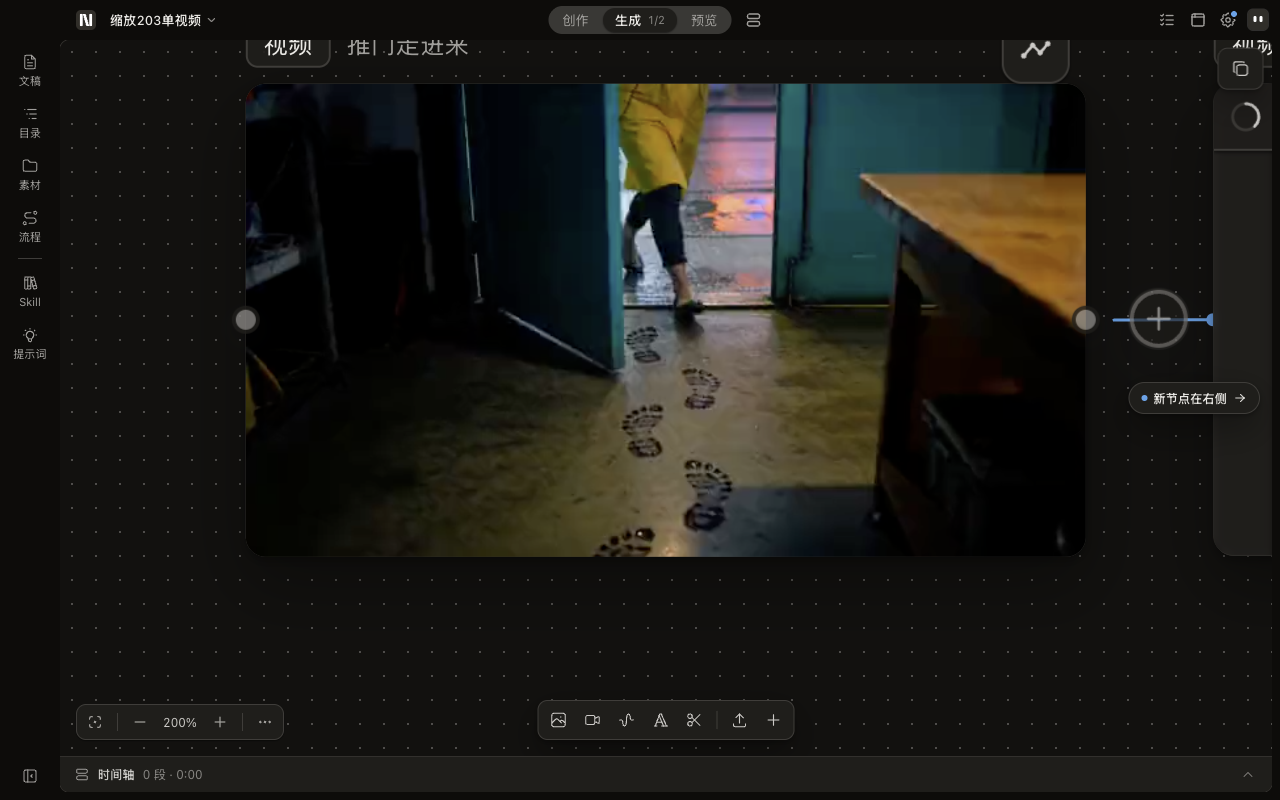 N 缩放203单视频
创作 生成 1/2 预览
文稿
目录
素材
流程
Skill
提示词
视频 推门走进来
视频
新节点在右侧
200%
时间轴 0 段 · 0:00